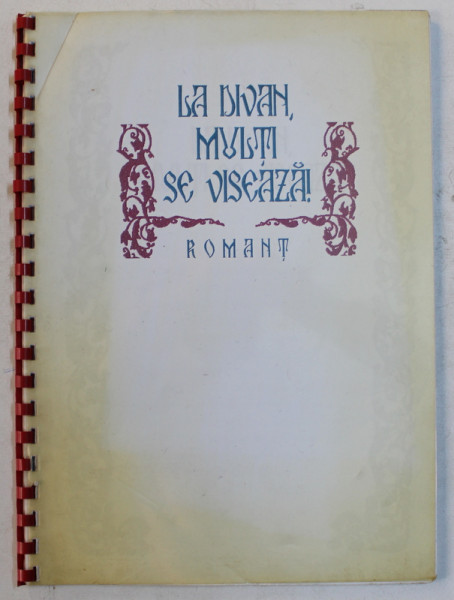 LA DIVAN,
MULȚI
SE VISEAZĂ!
ROMANȚ